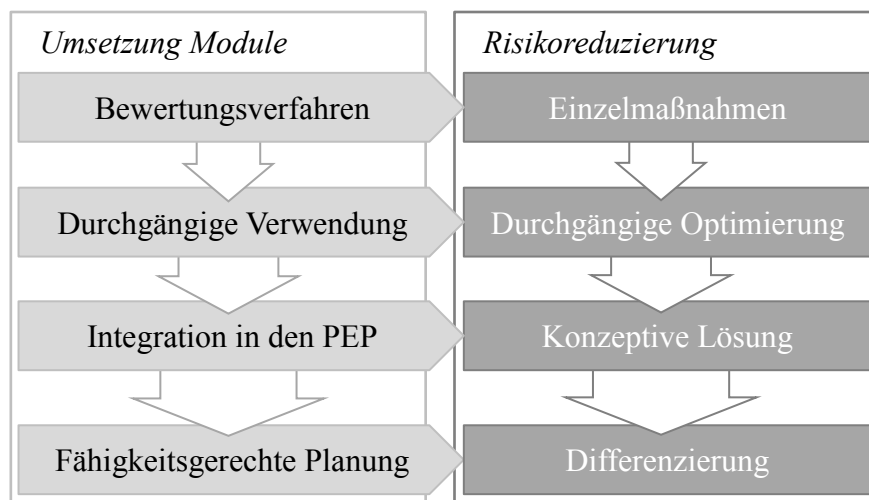 Umsetzung Module
Risikoreduzierung
Bewertungsverfahren
Einzelmaßnahmen
Durchgängige Verwendung
Durchgängige Optimierung
Integration in den PEP
Konzeptive Lösung
Fähigkeitsgerechte Planung
Differenzierung